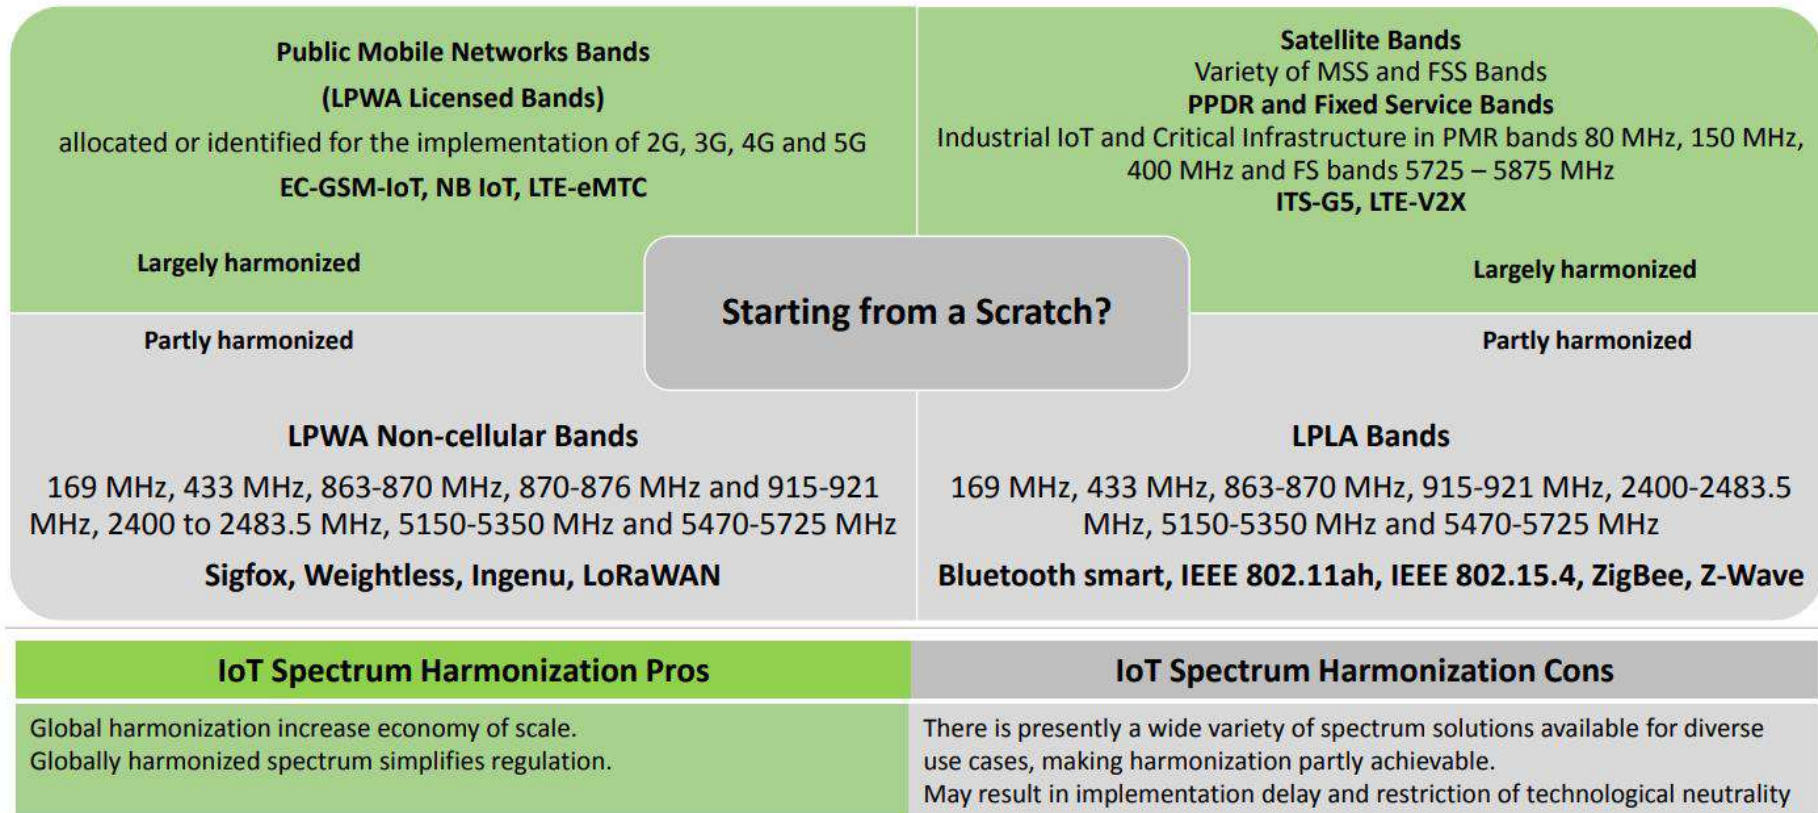 Public Mobile Networks Bands
(LPWA Licensed Bands)
allocated or identified for the implementation of 2G, 3G, 4G and 5G
EC-GSM-IoT, NB IoT, LTE-eMTC
Largely harmonized
Satellite Bands
Variety of MSS and FSS Bands
PPDR and Fixed Service Bands
Industrial IoT and Critical Infrastructure in PMR bands 80 MHz, 150 MHz,
400 MHz and FS bands 5725 – 5875 MHz
ITS-G5, LTE-V2X
Largely harmonized
Starting from a Scratch?
Partly harmonized
LPWA Non-cellular Bands
169 MHz, 433 MHz, 863-870 MHz, 870-876 MHz and 915-921
MHz, 2400 to 2483.5 MHz, 5150-5350 MHz and 5470-5725 MHz
Sigfox, Weightless, Ingenu, LoRaWAN
Partly harmonized
LPLA Bands
169 MHz, 433 MHz, 863-870 MHz, 915-921 MHz, 2400-2483.5
MHz, 5150-5350 MHz and 5470-5725 MHz
Bluetooth smart, IEEE 802.11ah, IEEE 802.15.4, ZigBee, Z-Wave
IoT Spectrum Harmonization Pros
Global harmonization increase economy of scale.
Globally harmonized spectrum simplifies regulation.
IoT Spectrum Harmonization Cons
There is presently a wide variety of spectrum solutions available for diverse
use cases, making harmonization partly achievable.
May result in implementation delay and restriction of technological neutrality